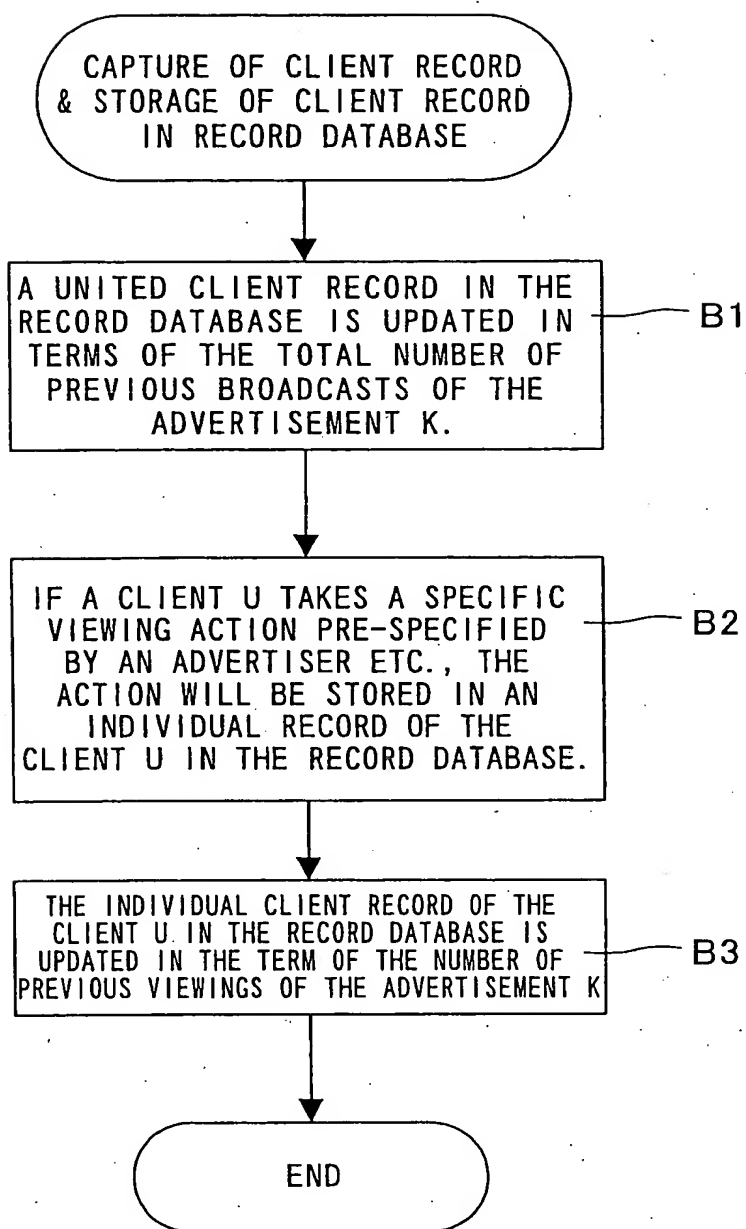 CAPTURE OF CLIENT RECORD
& STORAGE OF CLIENT RECORD
IN RECORD DATABASE
A UNITED CLIENT RECORD IN THE
RECORD DATABASE IS UPDATED IN
TERMS OF THE TOTAL NUMBER OF
PREVIOUS BROADCASTS OF THE
ADVERTISEMENT K.
B1
IF A CLIENT U TAKES A SPECIFIC
VIEWING ACTION PRE-SPECIFIED
BY AN ADVERTISER ETC., THE
ACTION WILL BE STORED IN AN
INDIVIDUAL RECORD OF THE
CLIENT U IN THE RECORD DATABASE.
B2
THE INDIVIDUAL CLIENT RECORD OF THE
CLIENT U IN THE RECORD DATABASE IS
UPDATED IN THE TERM OF THE NUMBER OF
PREVIOUS VIEWINGS OF THE ADVERTISEMENT K
B3
END